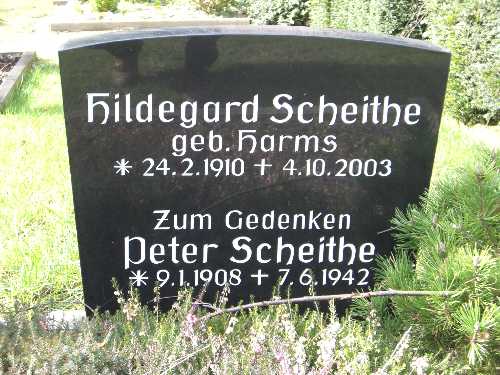 Hildegard Scheithe
geb. Harms
* 24.2.1910 + 4.10.2003
Zum Gedenken
Peter Scheithe
* 9.1.1908 + 7.6.1942